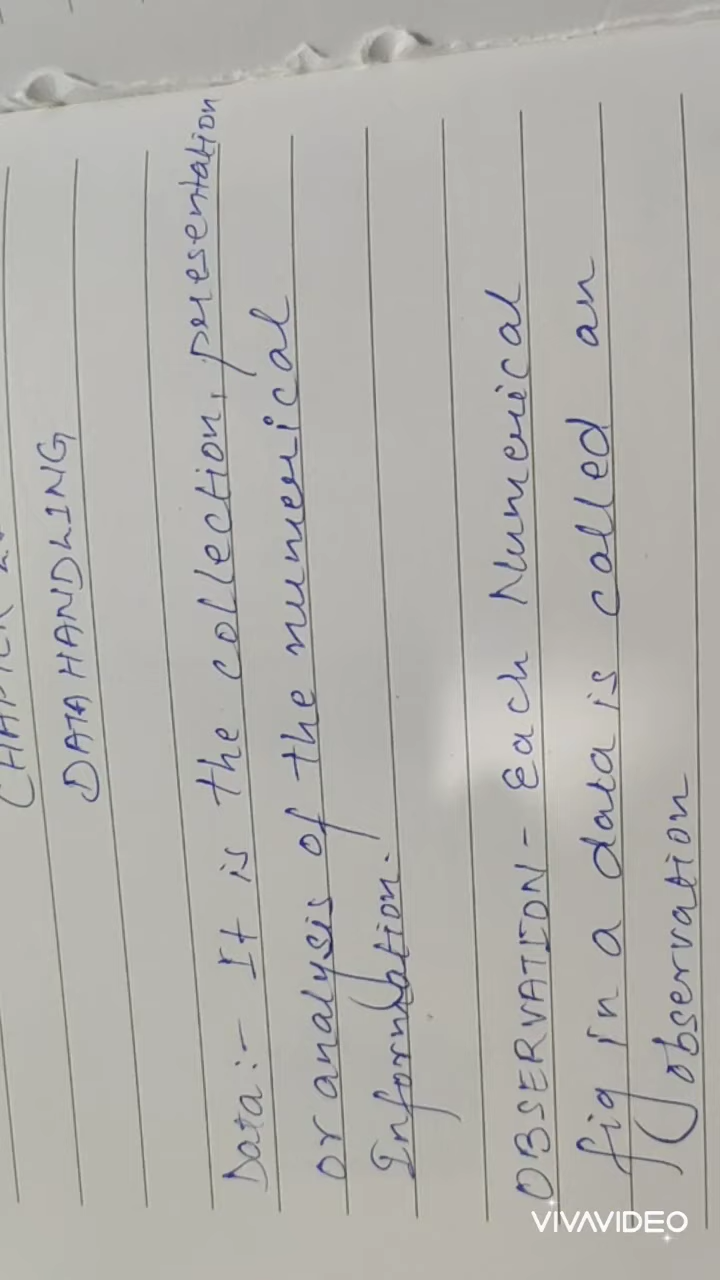 CHAPTER
DATA HANDLING
Data:- It is the collection, presentation
or analysis of the numerical
Information.
OBSERVATION- Each Numerical
fig in a data is called an
observation
VIVAVIDEO